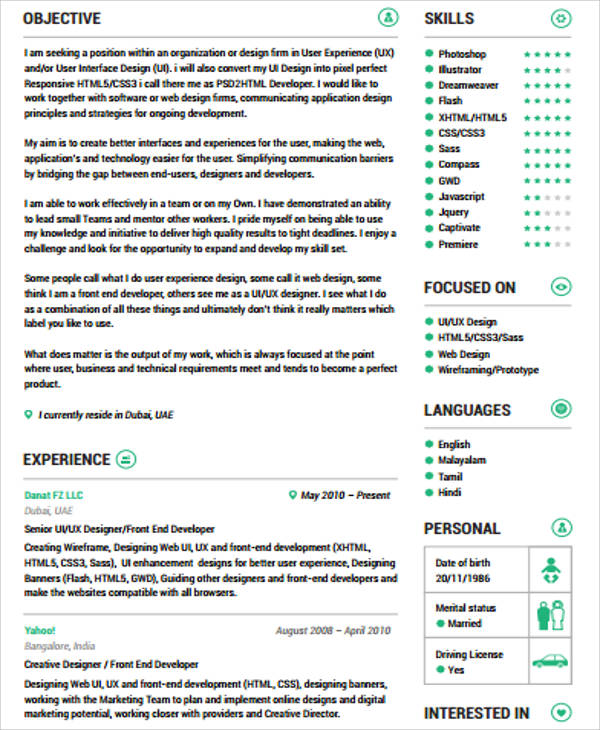 OBJECTIVE
I am seeking a position within an organization or design firm in User Experience (UX)
and/or User Interface Design (UI). i will also convert my UI Design into pixel perfect
Responsive HTML5/CSS3 i call there me as PSD2HTML Developer. I would like to
work together with software or web design firms, communicating application design
principles and strategies for ongoing development.
My aim is to create better interfaces and experiences for the user, making the web,
application's and technology easier for the user. Simplifying communication barriers
by bridging the gap between end-users, designers and developers.
I am able to work effectively in a team or on my Own. I have demonstrated an ability
to lead small Teams and mentor other workers. I pride myself on being able to use
my knowledge and initiative to deliver high quality results to tight deadlines. I enjoy a
challenge and look for the opportunity to expand and develop my skill set.
Some people call what I do user experience design, some call it web design, some
think I am a front end developer, others see me as a UI/UX designer. I see what I do
as a combination of all these things and ultimately don't think it really matters which
label you like to use.
What does matter is the output of my work, which is always focused at the point
where user, business and technical requirements meet and tends to become a perfect
product.
I currently reside in Dubai, UAE
EXPERIENCE
Danat FZ LLC
May 2010 – Present
Dubai, UAE
Senior UI/UX Designer/Front End Developer
Creating Wireframe, Designing Web UI, UX and front-end development (XHTML,
HTML5, CSS3, Sass), UI enhancement designs for better user experience, Designing
Banners (Flash, HTML5, GWD), Guiding other designers and front-end developers and
make the websites compatible with all browsers.
Yahoo!
August 2008 – April 2010
Bangalore, India
Creative Designer / Front End Developer
Designing Web UI, UX and front-end development (HTML, CSS), designing banners,
working with the Marketing Team to plan and implement online designs and digital
marketing potential, working closer with providers and Creative Director.
SKILLS
Photoshop
Illustrator
Dreamweaver
Flash
XHTML/HTML5
CSS/CSS3
Sass
Compass
GWD
Javascript
Jquery
Captivate
Premiere
FOCUSED ON
UI/UX Design
HTML5/CSS3/Sass
Web Design
Wireframing/Prototype
LANGUAGES
English
Malayalam
Tamil
Hindi
PERSONAL
Date of birth
20/11/1986
Merital status
Married
Driving License
Yes
INTERESTED IN